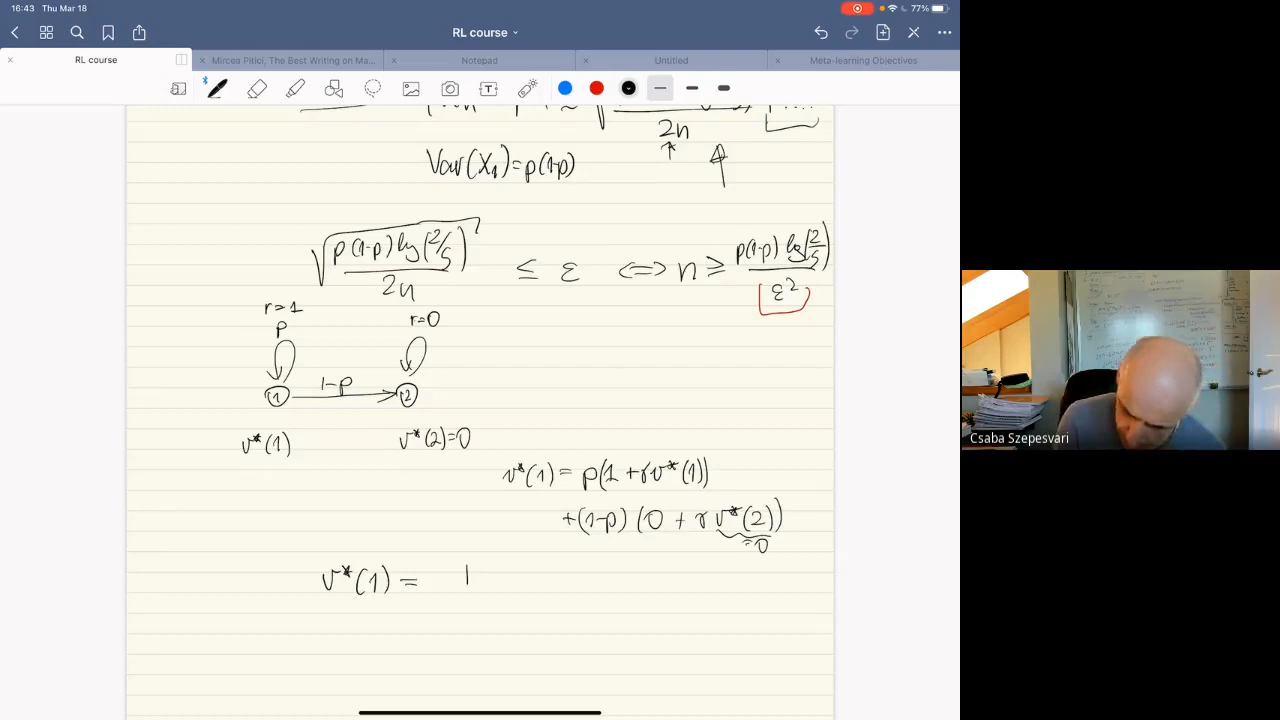 16:43 Thu Mar 18
77%
RL course
RL course
Mircea Pitici, The Best Writing on Ma...
Notepad
Untitled
Meta-learning Objectives
2n
Var(X₁)=p(1-p)
√(p(1-p) log(2/δ) / 2n) ≤ ε ⟺ n ≥ p(1-p) log(2/δ) / ε²
r=1
r=0
p
1-p
1
2
v*(1)
v*(2)=0
v*(1) = p(1 + γv*(1))
+(1-p) (0 + γ v*(2))
=0
v*(1) = 1
Csaba Szepesvari